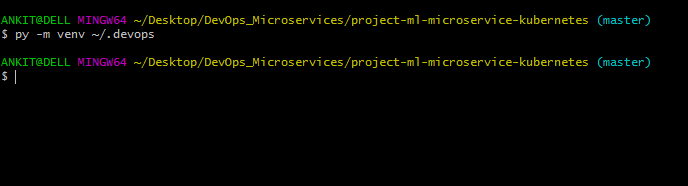 ANKIT@DELL MINGW64 ~/Desktop/DevOps_Microservices/project-ml-microservice-kubernetes (master)
$ py -m venv ~/.devops
ANKIT@DELL MINGW64 ~/Desktop/DevOps_Microservices/project-ml-microservice-kubernetes (master)
$